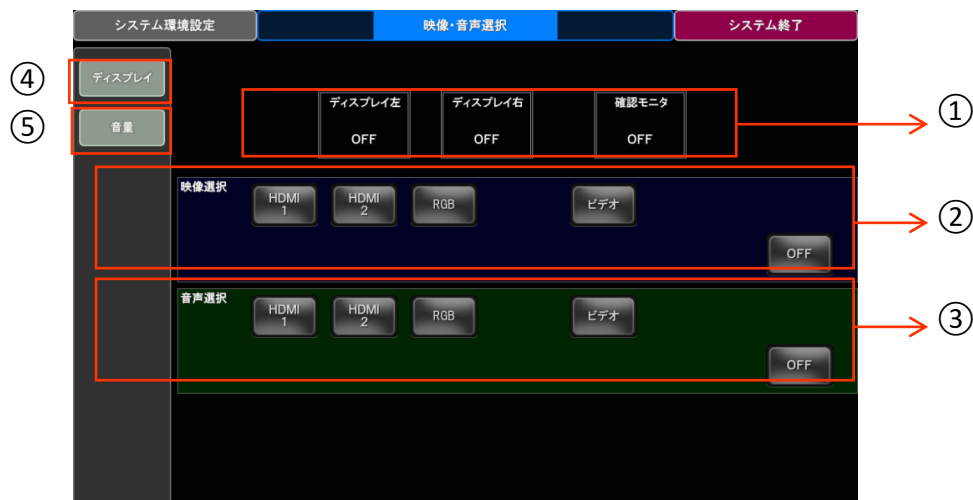 システム環境設定 映像・音声選択 システム終了
④ ディスプレイ
⑤ 音量
ディスプレイ左 ディスプレイ右 確認モニタ ①
OFF OFF OFF
映像選択 HDMI 1 HDMI 2 RGB ビデオ ②
OFF
音声選択 HDMI 1 HDMI 2 RGB ビデオ ③
OFF